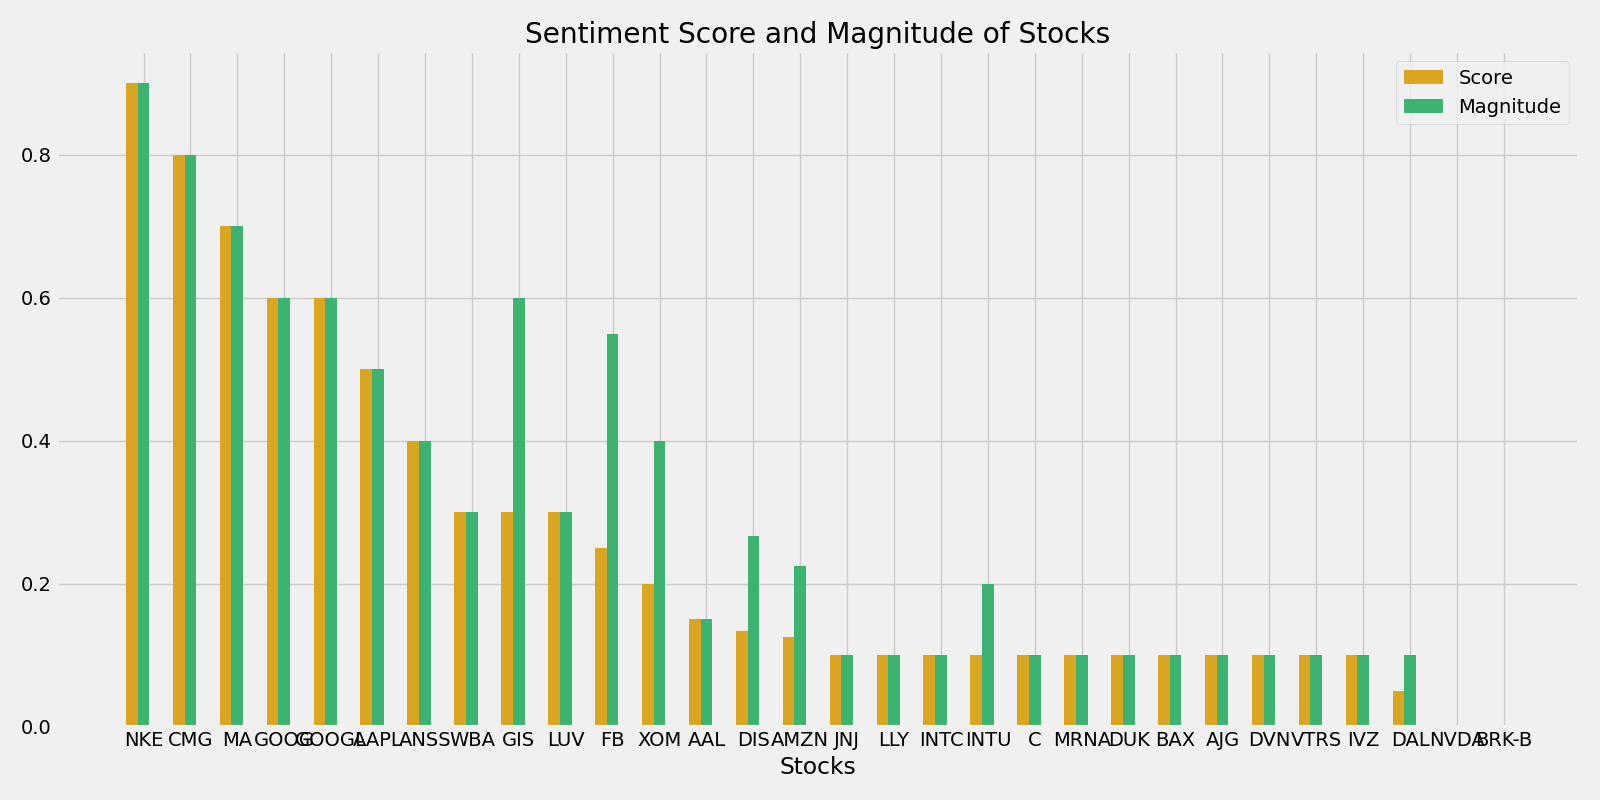 Sentiment Score and Magnitude of Stocks
Score
Magnitude
0.8
0.6
0.4
0.2
0.0
NKE CMG MA GOOG GOOGL AAPL ANSS WBA GIS LUV FB XOM AAL DIS AMZN JNJ LLY INTC INTU C MRNA DUK BAX AJG DVN VTRS IVZ DAL NVDA BRK-B
Stocks